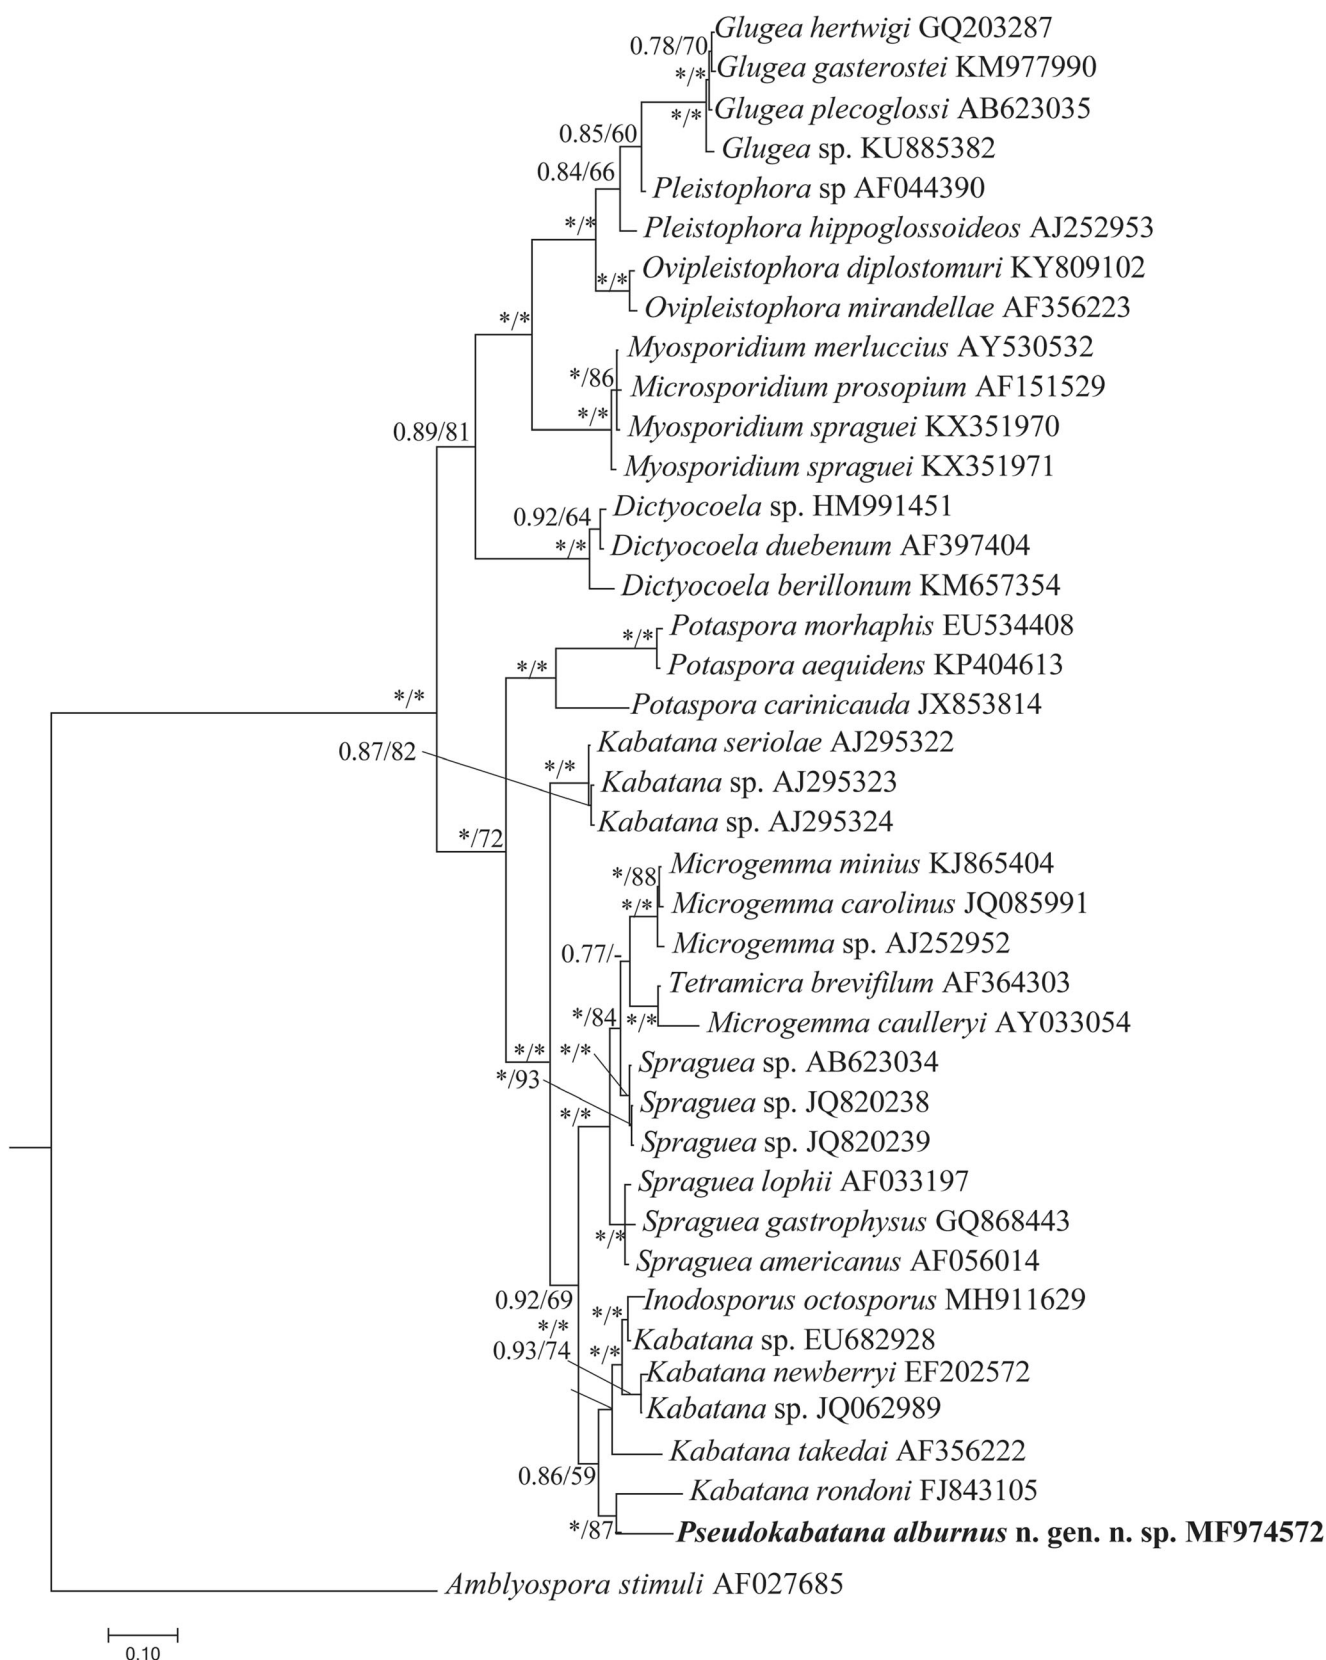 Glugea hertwigi GQ203287
0.78/70
Glugea gasterostei KM977990
*/*
Glugea plecoglossi AB623035
*/*
0.85/60
Glugea sp. KU885382
0.84/66
Pleistophora sp AF044390
*/*
Pleistophora hippoglossoideos AJ252953
Ovipleistophora diplostomuri KY809102
*/*
Ovipleistophora mirandellae AF356223
*/*
Myosporidium merluccius AY530532
*/86
Microsporidium prosopium AF151529
*/*
Myosporidium spraguei KX351970
0.89/81
Myosporidium spraguei KX351971
Dictyocoela sp. HM991451
0.92/64
Dictyocoela duebenum AF397404
*/*
Dictyocoela berillonum KM657354
Potaspora morhaphis EU534408
*/*
Potaspora aequidens KP404613
*/*
*/*
Potaspora carinicauda JX853814
Kabatana seriolae AJ295322
0.87/82
*/*
Kabatana sp. AJ295323
Kabatana sp. AJ295324
*/72
Microgemma minius KJ865404
*/88
Microgemma carolinus JQ085991
*/*
Microgemma sp. AJ252952
0.77/-
Tetramicra brevifilum AF364303
*/84
*/*
Microgemma caulleryi AY033054
*/*
*/*
Spraguea sp. AB623034
*/93
Spraguea sp. JQ820238
*/*
Spraguea sp. JQ820239
Spraguea lophii AF033197
Spraguea gastrophysus GQ868443
*/*
Spraguea americanus AF056014
0.92/69
Inodosporus octosporus MH911629
*/*
*/*
Kabatana sp. EU682928
0.93/74
*/*
Kabatana newberryi EF202572
Kabatana sp. JQ062989
Kabatana takedai AF356222
0.86/59
Kabatana rondoni FJ843105
*/87
Pseudokabatana alburnus n. gen. n. sp. MF974572
Amblyospora stimuli AF027685
0.10